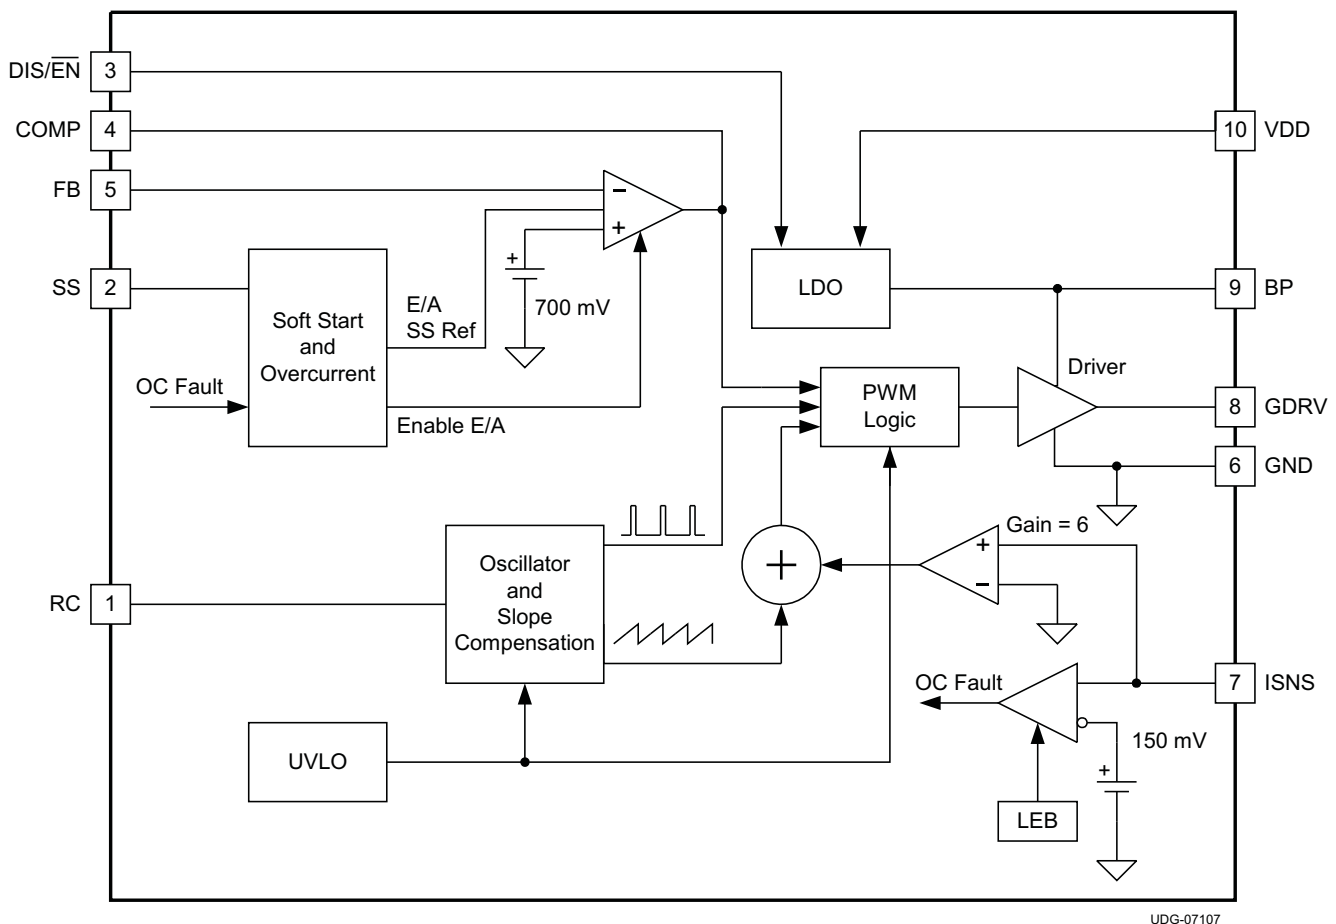 DIS/EN 3
COMP 4
10 VDD
FB 5
−
+
SS 2
+
700 mV
LDO
9 BP
Soft Start
and
Overcurrent
E/A
SS Ref
OC Fault
Enable E/A
PWM
Logic
Driver
8 GDRV
6 GND
Gain = 6
+
−
+
RC 1
Oscillator
and
Slope
Compensation
OC Fault
7 ISNS
150 mV
+
UVLO
LEB
UDG-07107